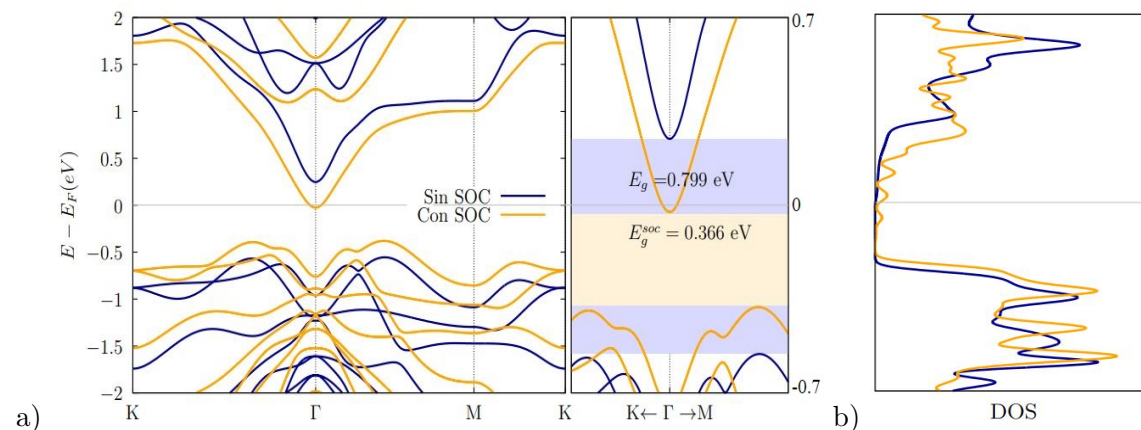 2
1.5
1
0.5
0
−0.5
−1
−1.5
−2
E − E_F(eV)
K
Γ
M
K
Sin SOC
Con SOC
E_g =0.799 eV
E_g^{soc} = 0.366 eV
0.7
0
-0.7
K← Γ →M
DOS
a)
b)